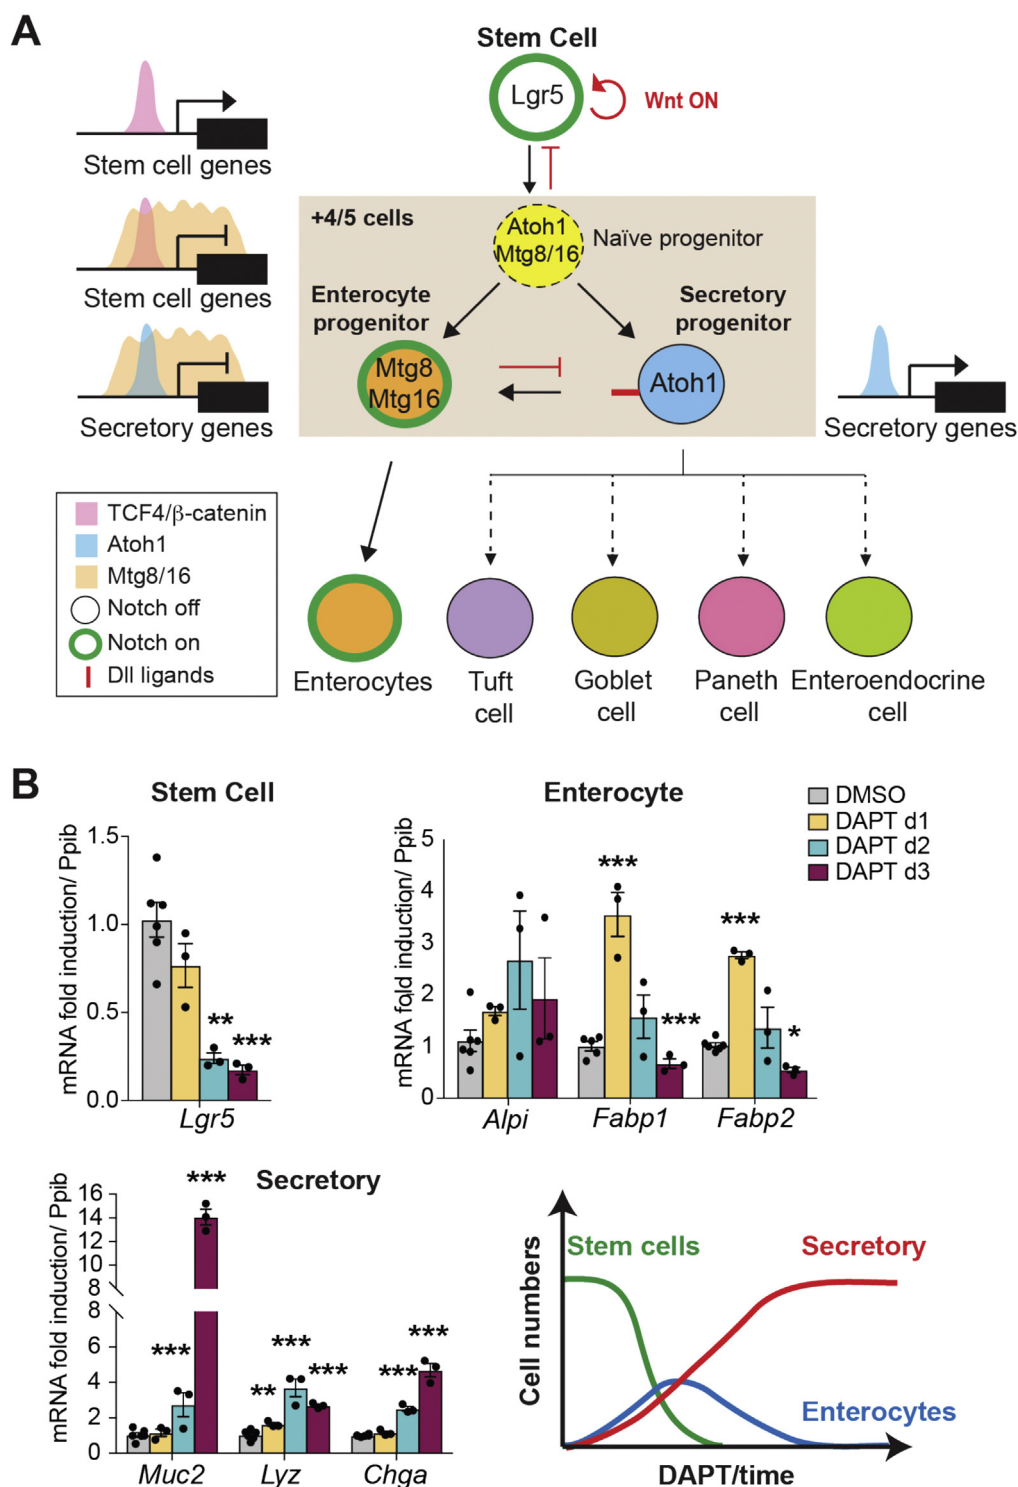 A
Stem Cell
Lgr5
Wnt ON
Stem cell genes
+4/5 cells
Atoh1
Mtg8/16
Naïve progenitor
Stem cell genes
Enterocyte
progenitor
Secretory
progenitor
Mtg8
Mtg16
Atoh1
Secretory genes
Secretory genes
TCF4/β-catenin
Atoh1
Mtg8/16
Notch off
Notch on
Dll ligands
Enterocytes
Tuft
cell
Goblet
cell
Paneth
cell
Enteroendocrine
cell
B
Stem Cell
mRNA fold induction/ Ppib
1.5
1.0
0.5
0.0
**
***
Lgr5
Enterocyte
mRNA fold induction/ Ppib
5
4
3
2
1
0
***
***
***
*
Alpi
Fabp1
Fabp2
DMSO
DAPT d1
DAPT d2
DAPT d3
Secretory
mRNA fold induction/ Ppib
16
14
12
10
8
8
6
4
2
0
***
***
**
***
***
***
***
Muc2
Lyz
Chga
Cell numbers
Stem cells
Secretory
Enterocytes
DAPT/time